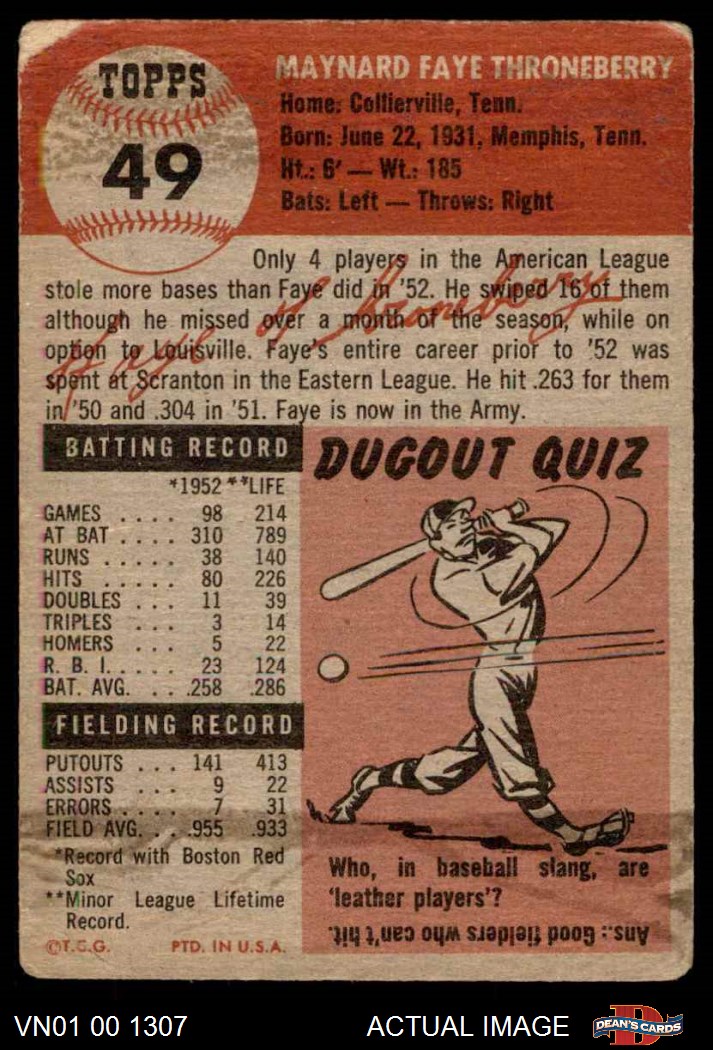 TOPPS
49
MAYNARD FAYE THRONEBERRY
Home: Collierville, Tenn.
Born: June 22, 1931, Memphis, Tenn.
Ht.: 6' — Wt.: 185
Bats: Left — Throws: Right
Only 4 players in the American League
stole more bases than Faye did in '52. He swiped 16 of them
although he missed over a month of the season, while on
option to Louisville. Faye's entire career prior to '52 was
spent at Scranton in the Eastern League. He hit .263 for them
in '50 and .304 in '51. Faye is now in the Army.
Faye Throneberry
BATTING RECORD
*1952 **LIFE
GAMES .... 98 214
AT BAT .... 310 789
RUNS ..... 38 140
HITS ..... 80 226
DOUBLES ... 11 39
TRIPLES ... 3 14
HOMERS ... 5 22
R. B. I. .... 23 124
BAT. AVG. ... .258 .286
FIELDING RECORD
PUTOUTS ... 141 413
ASSISTS ... 9 22
ERRORS .... 7 31
FIELD AVG. ... .955 .933
*Record with Boston Red
Sox
**Minor League Lifetime
Record.
©T.C.G. PTD. IN U.S.A.
DUGOUT QUIZ
Who, in baseball slang, are
'leather players'?
Ans.: Good fielders who can't hit.
VN01 00 1307
ACTUAL IMAGE
D
DEAN'S CARDS